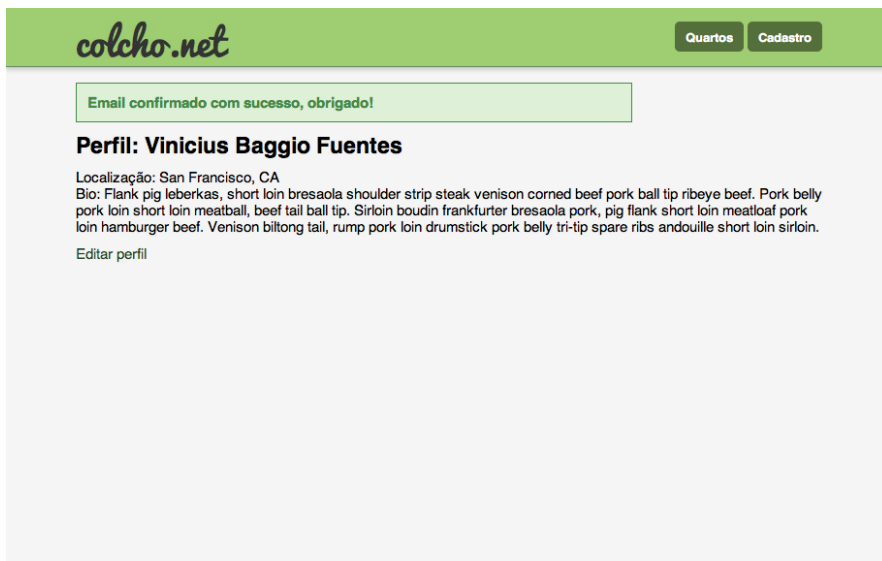 colcho.net
Quartos Cadastro
Email confirmado com sucesso, obrigado!
Perfil: Vinicius Baggio Fuentes
Localização: San Francisco, CA
Bio: Flank pig leberkas, short loin bresaola shoulder strip steak venison corned beef pork ball tip ribeye beef. Pork belly
pork loin short loin meatball, beef tail ball tip. Sirloin boudin frankfurter bresaola pork, pig flank short loin meatloaf pork
loin hamburger beef. Venison biltong tail, rump pork loin drumstick pork belly tri-tip spare ribs andouille short loin sirloin.
Editar perfil